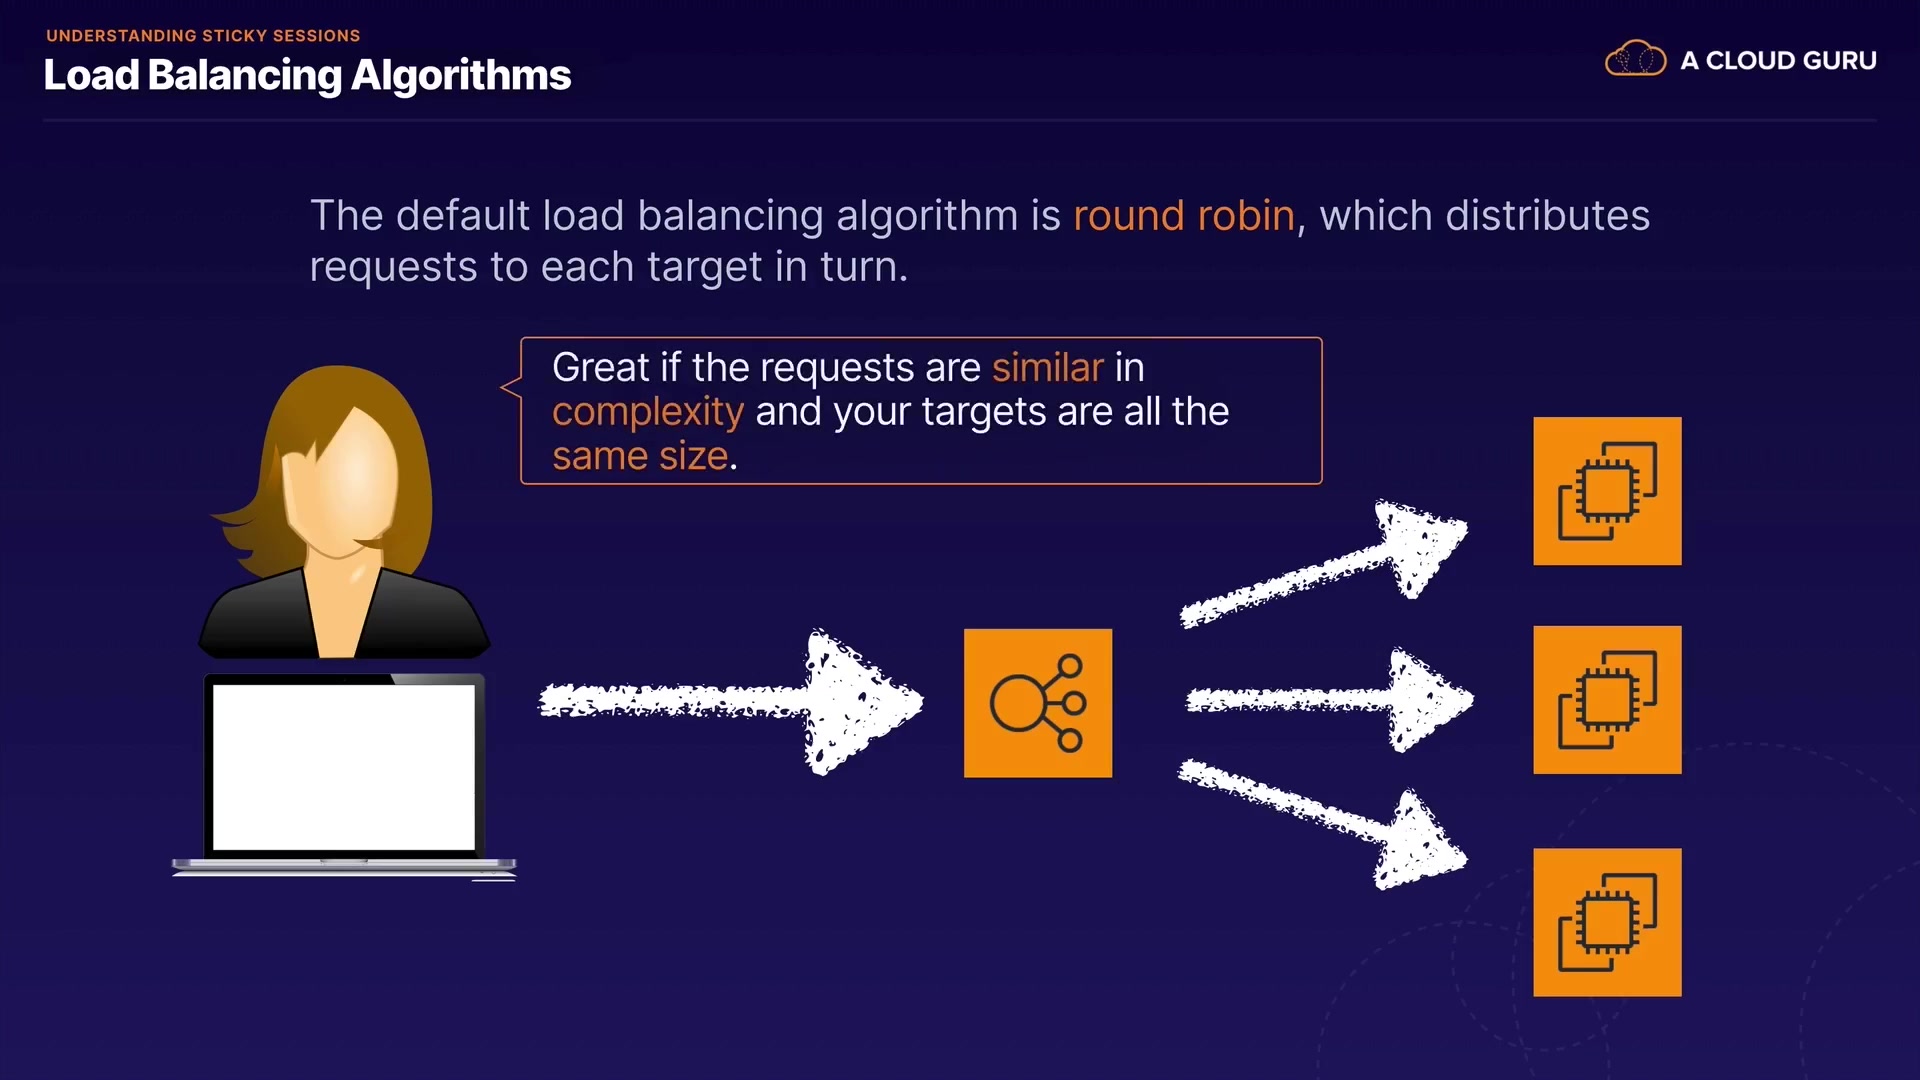 UNDERSTANDING STICKY SESSIONS
Load Balancing Algorithms
A CLOUD GURU
The default load balancing algorithm is round robin, which distributes
requests to each target in turn.
Great if the requests are similar in
complexity and your targets are all the
same size.